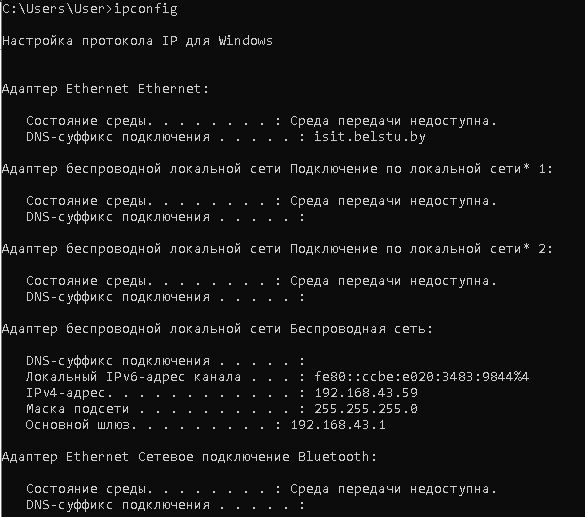 C:\Users\User>ipconfig
Настройка протокола IP для Windows
Адаптер Ethernet Ethernet:
Состояние среды. . . . . . . . : Среда передачи недоступна.
DNS-суффикс подключения . . . . . : isit.belstu.by
Адаптер беспроводной локальной сети Подключение по локальной сети* 1:
Состояние среды. . . . . . . . : Среда передачи недоступна.
DNS-суффикс подключения . . . . . :
Адаптер беспроводной локальной сети Подключение по локальной сети* 2:
Состояние среды. . . . . . . . : Среда передачи недоступна.
DNS-суффикс подключения . . . . . :
Адаптер беспроводной локальной сети Беспроводная сеть:
DNS-суффикс подключения . . . . . :
Локальный IPv6-адрес канала . . . : fe80::ccbe:e020:3483:9844%4
IPv4-адрес. . . . . . . . . . . . : 192.168.43.59
Маска подсети . . . . . . . . . . : 255.255.255.0
Основной шлюз. . . . . . . . . : 192.168.43.1
Адаптер Ethernet Сетевое подключение Bluetooth:
Состояние среды. . . . . . . . : Среда передачи недоступна.
DNS-суффикс подключения . . . . . :